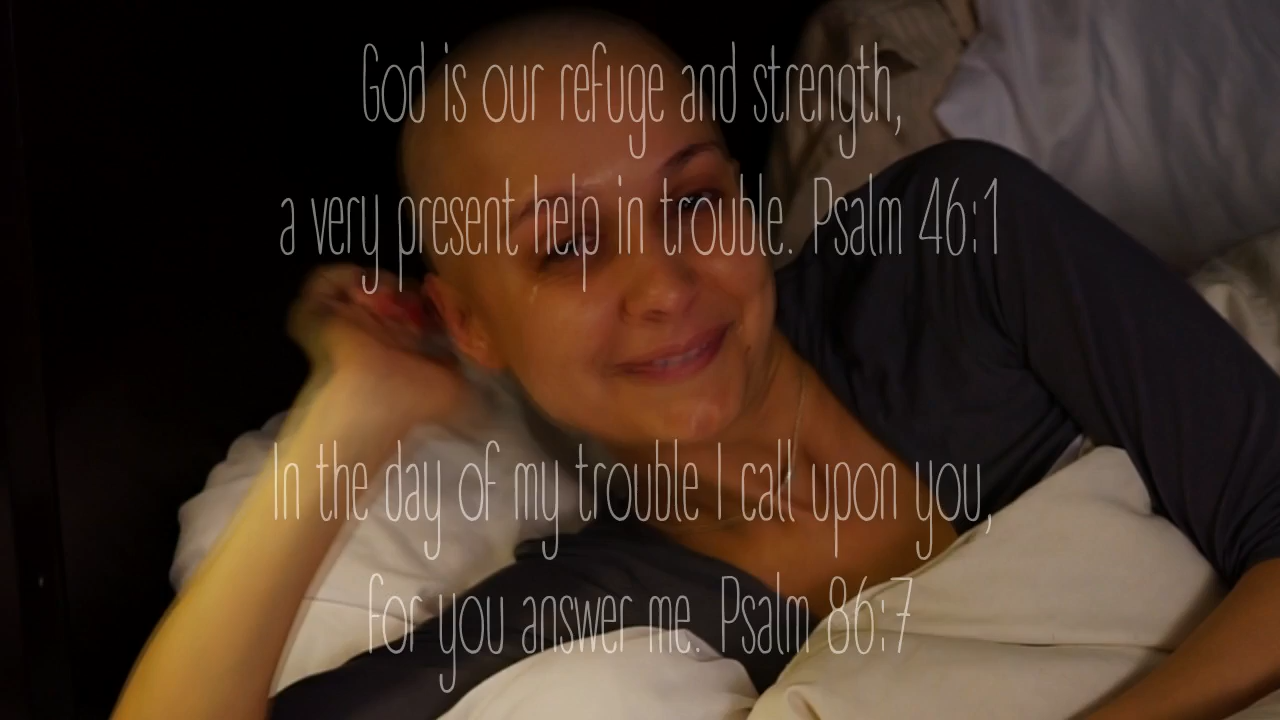 God is our refuge and strength,
a very present help in trouble. Psalm 46:1
In the day of my trouble I call upon you,
for you answer me. Psalm 86:7